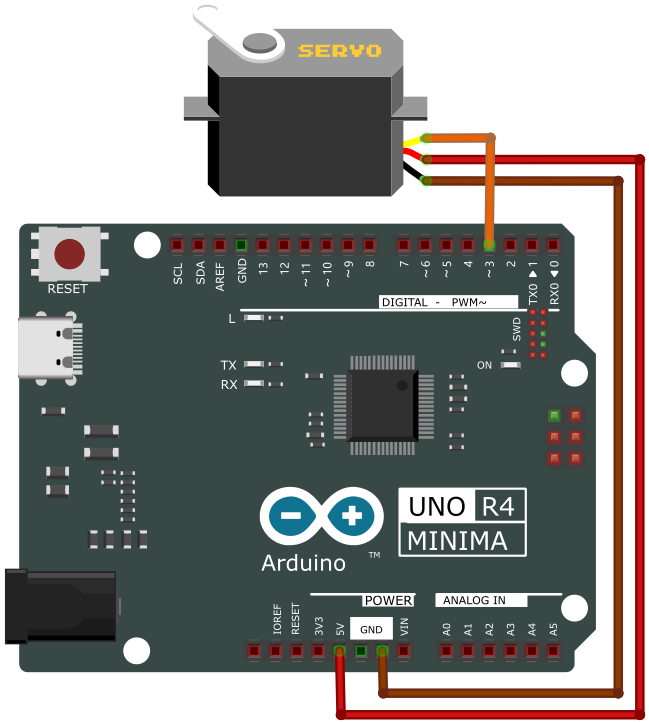 SERVO
RESET
SCL
SDA
AREF
GND
13
12
~11
~10
~9
8
7
~6
~5
4
~3
2
TX0▶1
RX0◀0
DIGITAL - PWM~
L
TX
RX
SWD
ON
UNO R4
MINIMA
Arduino
TM
POWER
ANALOG IN
IOREF
RESET
3V3
5V
GND
VIN
A0
A1
A2
A3
A4
A5